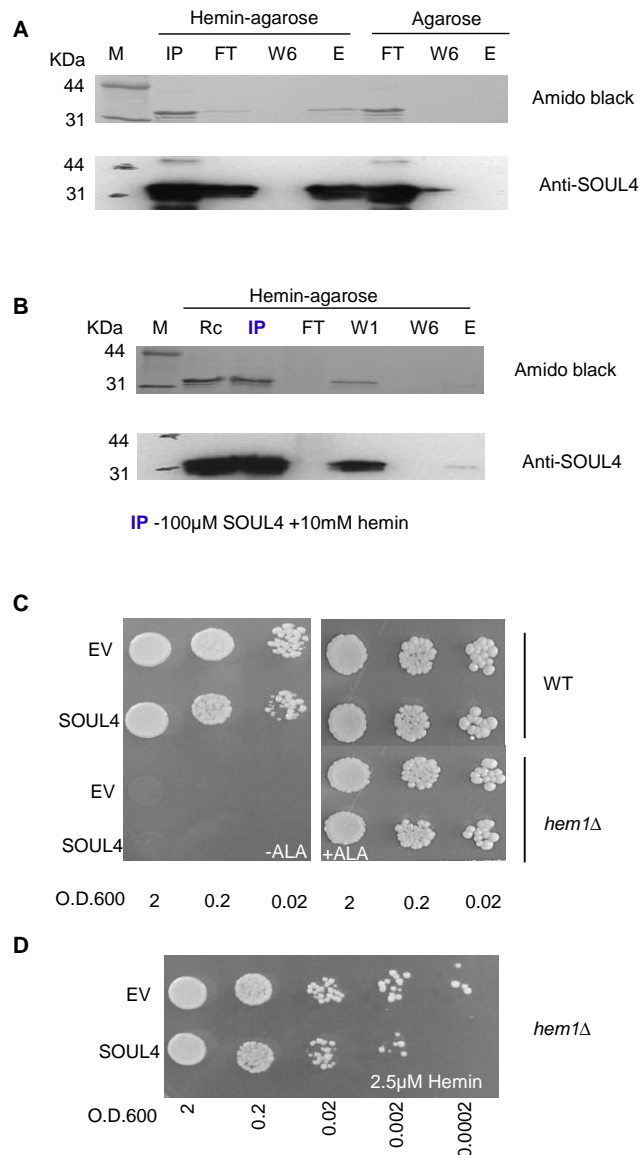 A
Hemin-agarose Agarose
KDa M IP FT W6 E FT W6 E
44
31
Amido black
44
31
Anti-SOUL4
B
Hemin-agarose
KDa M Rc IP FT W1 W6 E
44
31
Amido black
44
31
Anti-SOUL4
IP -100µM SOUL4 +10mM hemin
C
EV
SOUL4
WT
EV
SOUL4
hem1Δ
-ALA +ALA
O.D.600 2 0.2 0.02 2 0.2 0.02
D
EV
SOUL4
hem1Δ
2.5µM Hemin
O.D.600 2 0.2 0.02 0.002 0.0002